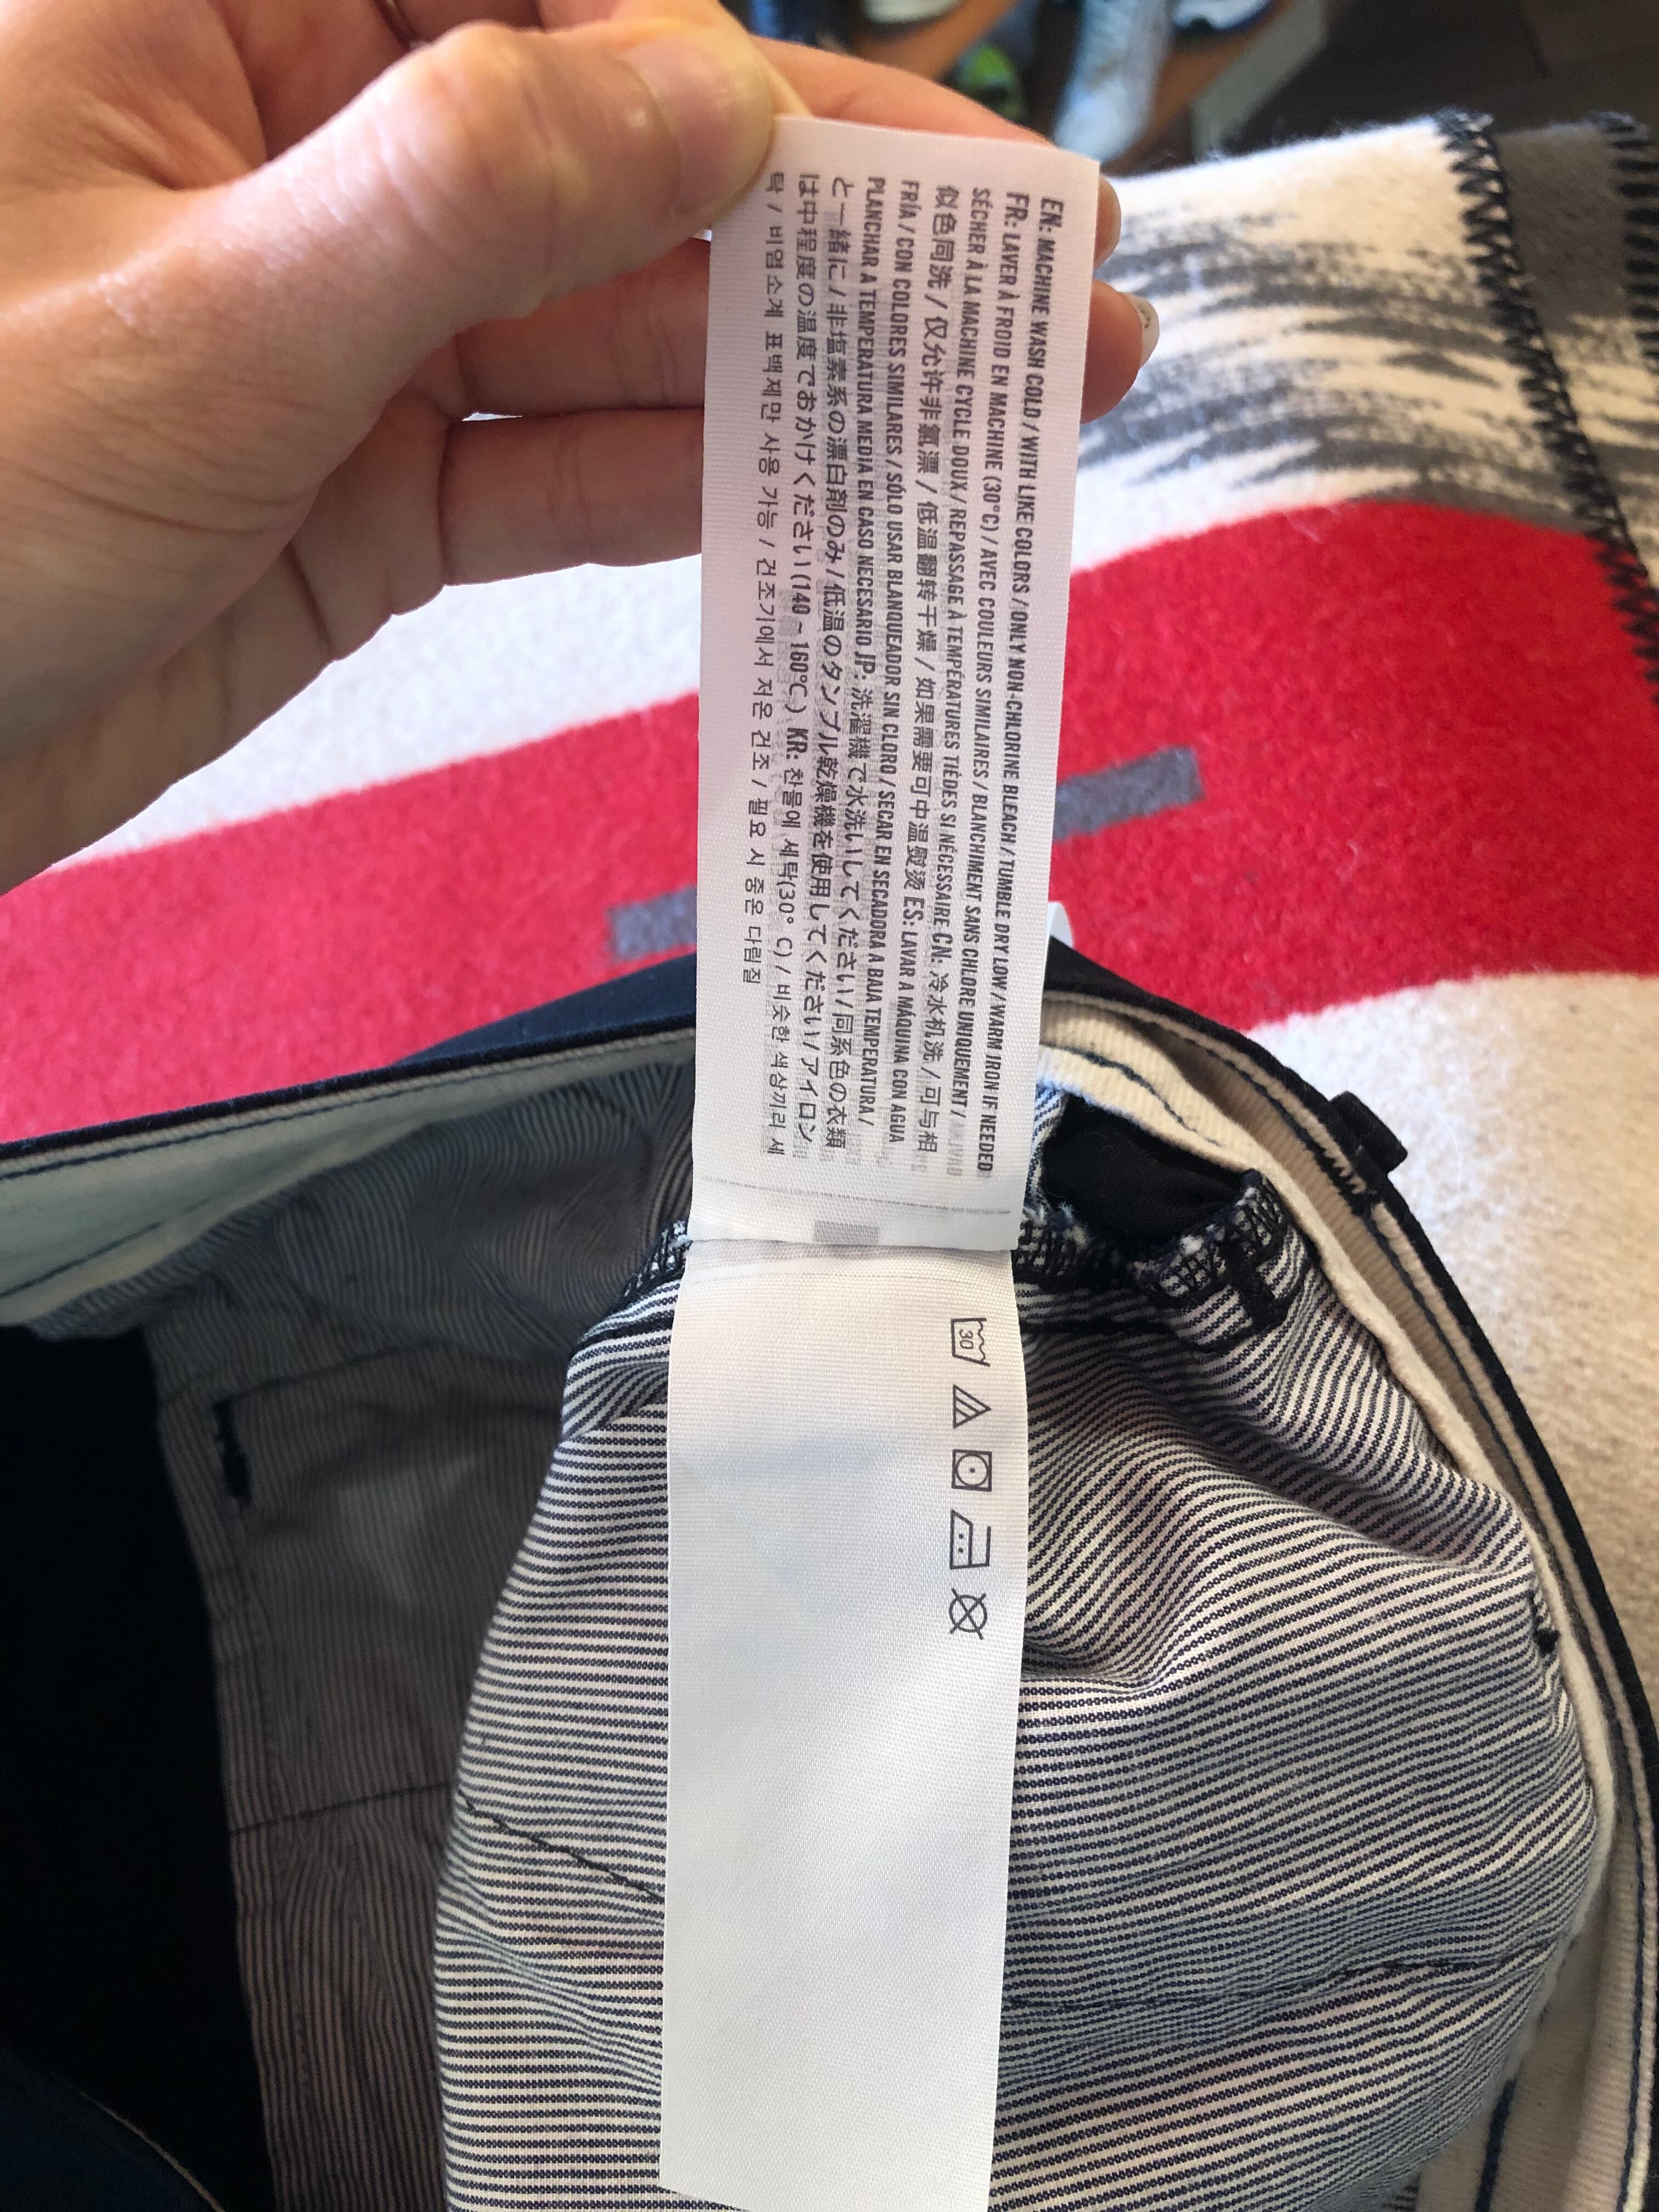 EN: MACHINE WASH COLD / WITH LIKE COLORS / ONLY NON-CHLORINE BLEACH / TUMBLE DRY LOW / WARM IRON IF NEEDED
FR: LAVER À FROID EN MACHINE (30°C) / AVEC COULEURS SIMILAIRES / BLANCHIMENT SANS CHLORE UNIQUEMENT /
SÉCHER À LA MACHINE CYCLE DOUX / REPASSAGE À TEMPÉRATURES TIÈDES SI NÉCESSAIRE CN: 冷水机洗 / 可与相
似色同洗 / 仅允许非氯漂 / 低温翻转干燥 / 如果需要可中温熨烫 ES: LAVAR A MÁQUINA CON AGUA
FRÍA / CON COLORES SIMILARES / SÓLO USAR BLANQUEADOR SIN CLORO / SECAR EN SECADORA A BAJA TEMPERATURA /
PLANCHAR A TEMPERATURA MEDIA EN CASO NECESARIO JP: 洗濯機で水洗いしてください / 同系色の衣類
と一緒に / 非塩素系の漂白剤のみ / 低温のタンブル乾燥機を使用してください / アイロン
は中程度の温度でおかけください (140 ~ 160°C.) KR: 찬물에 세탁(30° C) / 비슷한 색상끼리 세
탁 / 비염소계 표백제만 사용 가능 / 건조기에서 저온 건조 / 필요 시 중온 다림질
30